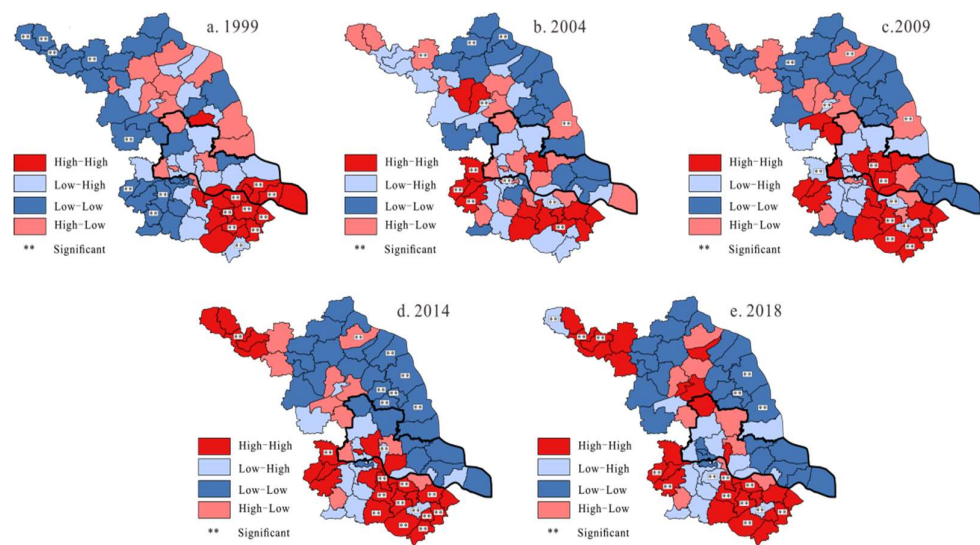 a. 1999
High-High
Low-High
Low-Low
High-Low
** Significant
b. 2004
High-High
Low-High
Low-Low
High-Low
** Significant
c.2009
High-High
Low-High
Low-Low
High-Low
** Significant
d. 2014
High-High
Low-High
Low-Low
High-Low
** Significant
e. 2018
High-High
Low-High
Low-Low
High-Low
** Significant